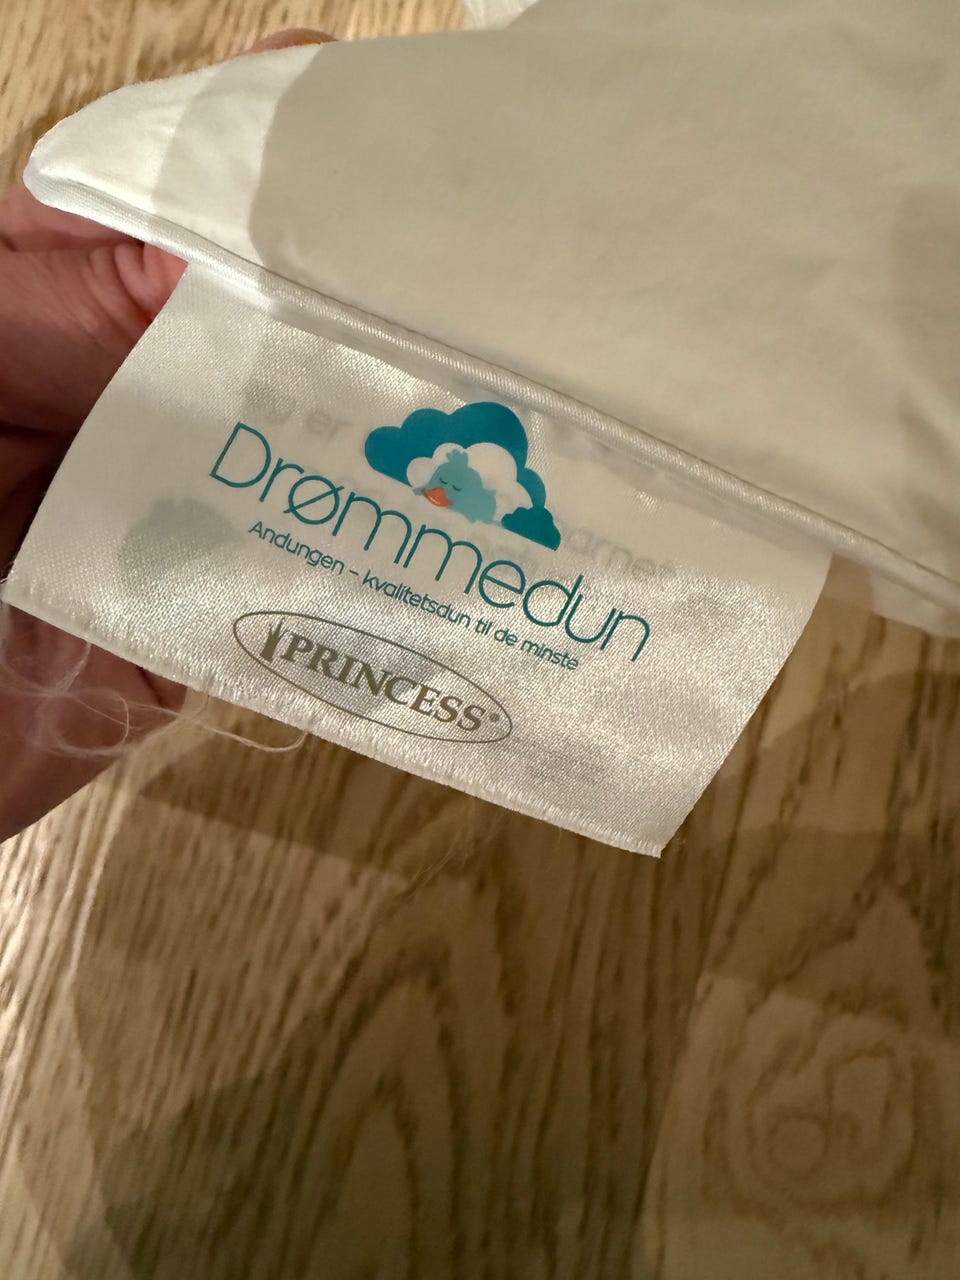 Drømmedun
Andungen - kvalitetsdun til de minste
PRINCESS®